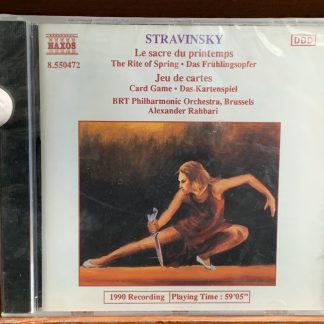 NAXOS
8.550472
DDD
STRAVINSKY
Le sacre du printemps
The Rite of Spring • Das Frühlingsopfer
Jeu de cartes
Card Game • Das Kartenspiel
BRT Philharmonic Orchestra, Brussels
Alexander Rahbari
1990 Recording
Playing Time : 59'05"